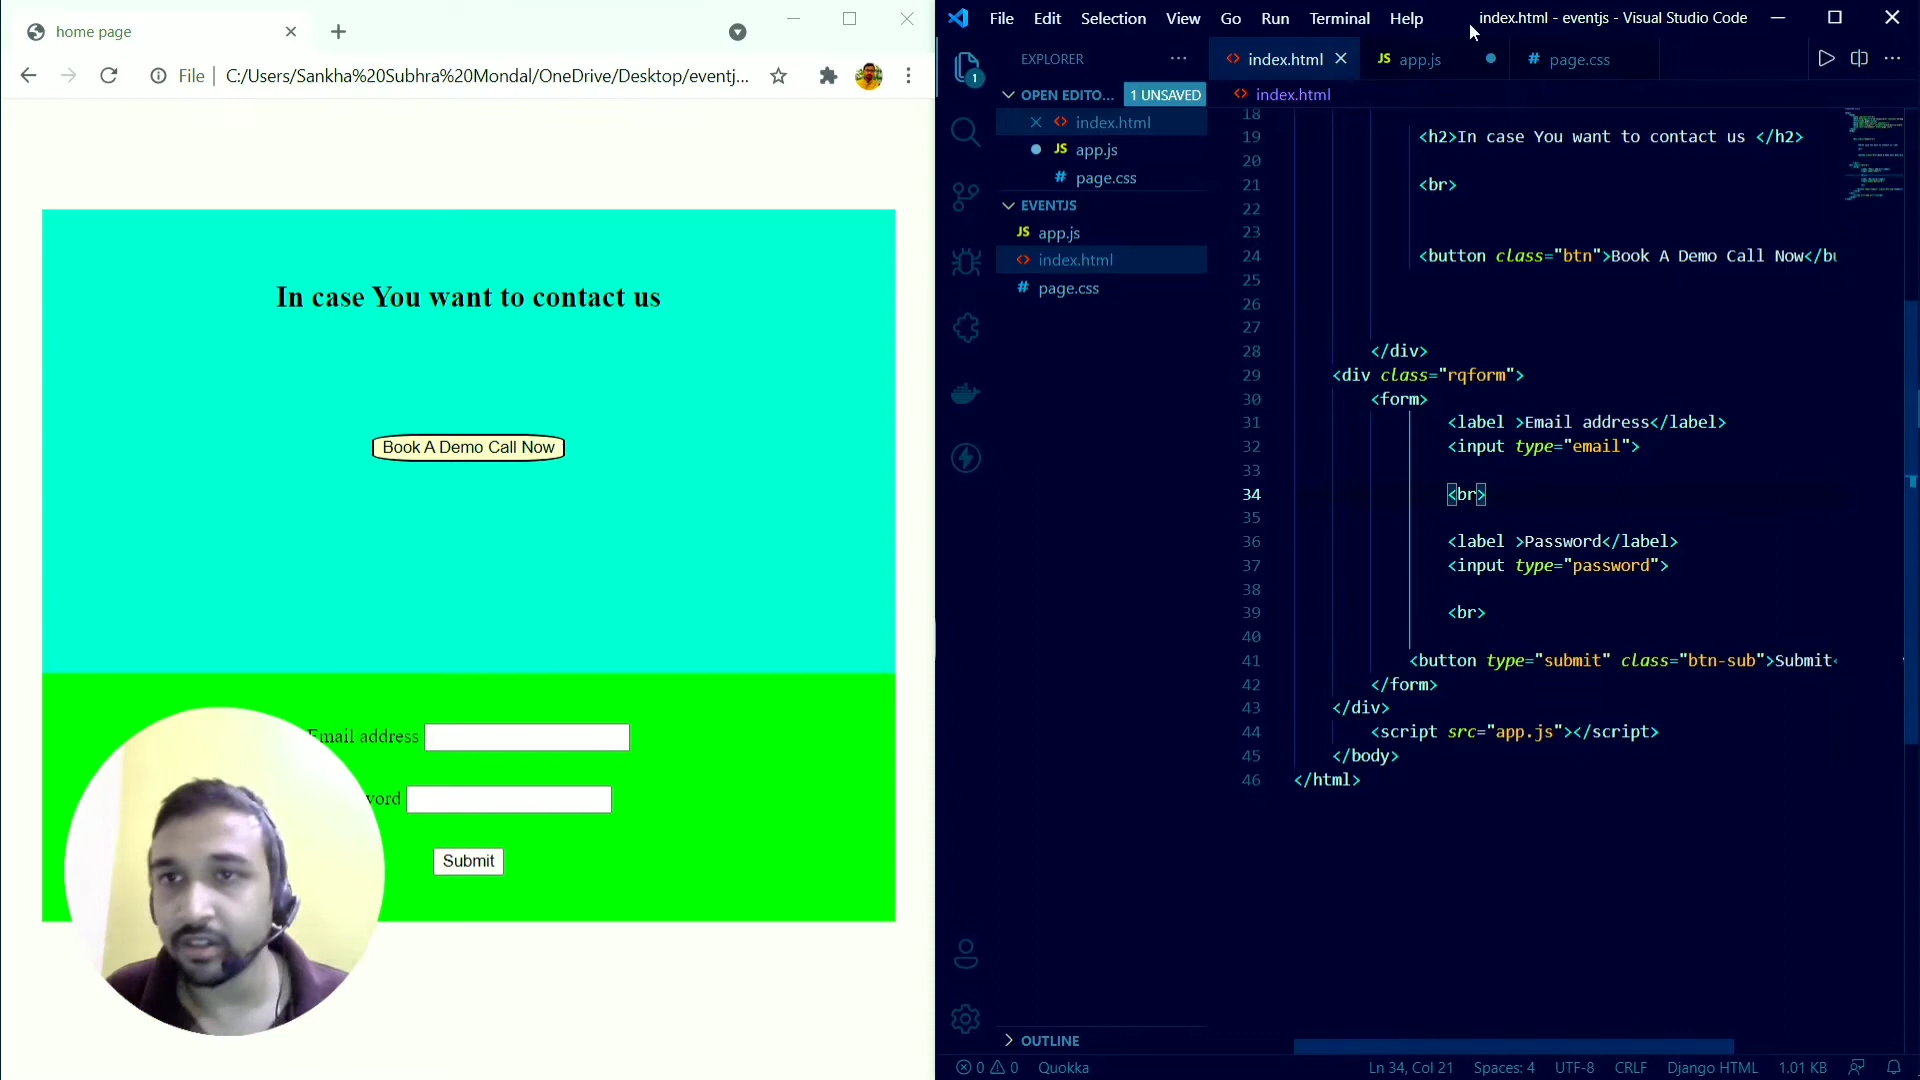 home page
File
C:/Users/Sankha%20Subhra%20Mondal/OneDrive/Desktop/eventj...
In case You want to contact us
Book A Demo Call Now
Email address
word
Submit
File Edit Selection View Go Run Terminal Help
index.html - eventjs - Visual Studio Code
1
EXPLORER
OPEN EDITO... 1 UNSAVED
index.html
JS app.js
# page.css
EVENTJS
JS app.js
index.html
# page.css
OUTLINE
index.html
JS app.js
# page.css
index.html
18
19 <h2>In case You want to contact us </h2>
20
21 <br>
22
23
24 <button class="btn">Book A Demo Call Now</bu
25
26
27
28 </div>
29 <div class="rqform">
30 <form>
31 <label >Email address</label>
32 <input type="email">
33
34 <br>
35
36 <label >Password</label>
37 <input type="password">
38
39 <br>
40
41 <button type="submit" class="btn-sub">Submit<
42 </form>
43 </div>
44 <script src="app.js"></script>
45 </body>
46 </html>
0 0 Quokka
Ln 34, Col 21 Spaces: 4 UTF-8 CRLF Django HTML 1.01 KB